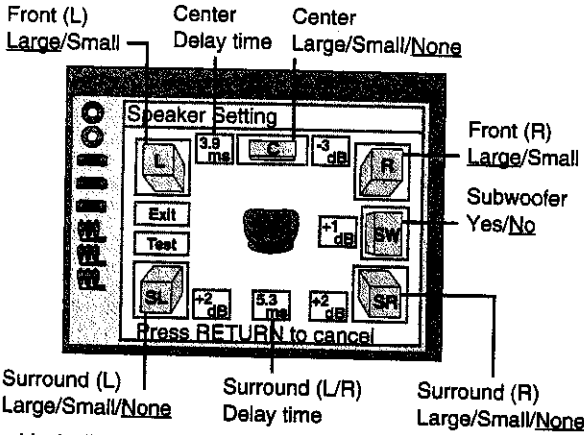 Front (L)
Large/Small
Center
Delay time
Center
Large/Small/None
Speaker Setting
L
3.9
ms
C
-3
dB
R
Front (R)
Large/Small
Exit
Test
+1
dB
SW
Subwoofer
Yes/No
SL
+2
dB
5.3
ms
+2
dB
SR
Press RETURN to cancel
Surround (L)
Large/Small/None
Surround (L/R)
Delay time
Surround (R)
Large/Small/None